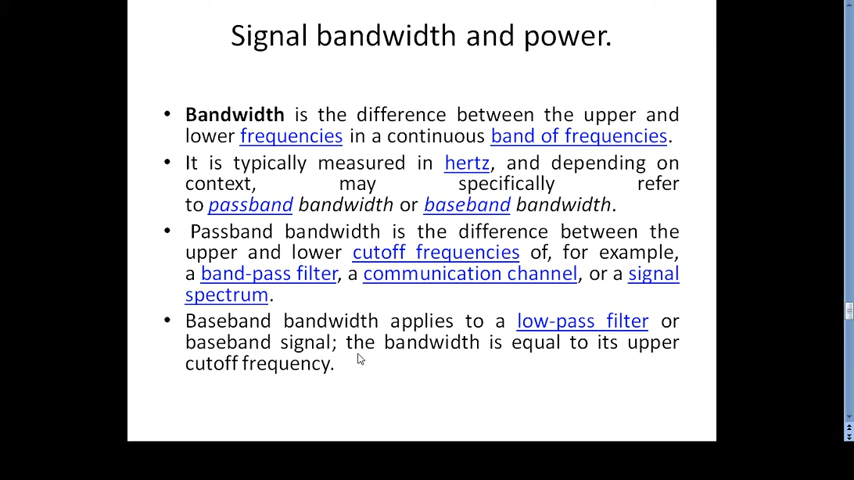 Signal bandwidth and power.
• Bandwidth is the difference between the upper and
lower frequencies in a continuous band of frequencies.
• It is typically measured in hertz, and depending on
context, may specifically refer
to passband bandwidth or baseband bandwidth.
• Passband bandwidth is the difference between the
upper and lower cutoff frequencies of, for example,
a band-pass filter, a communication channel, or a signal
spectrum.
• Baseband bandwidth applies to a low-pass filter or
baseband signal; the bandwidth is equal to its upper
cutoff frequency.